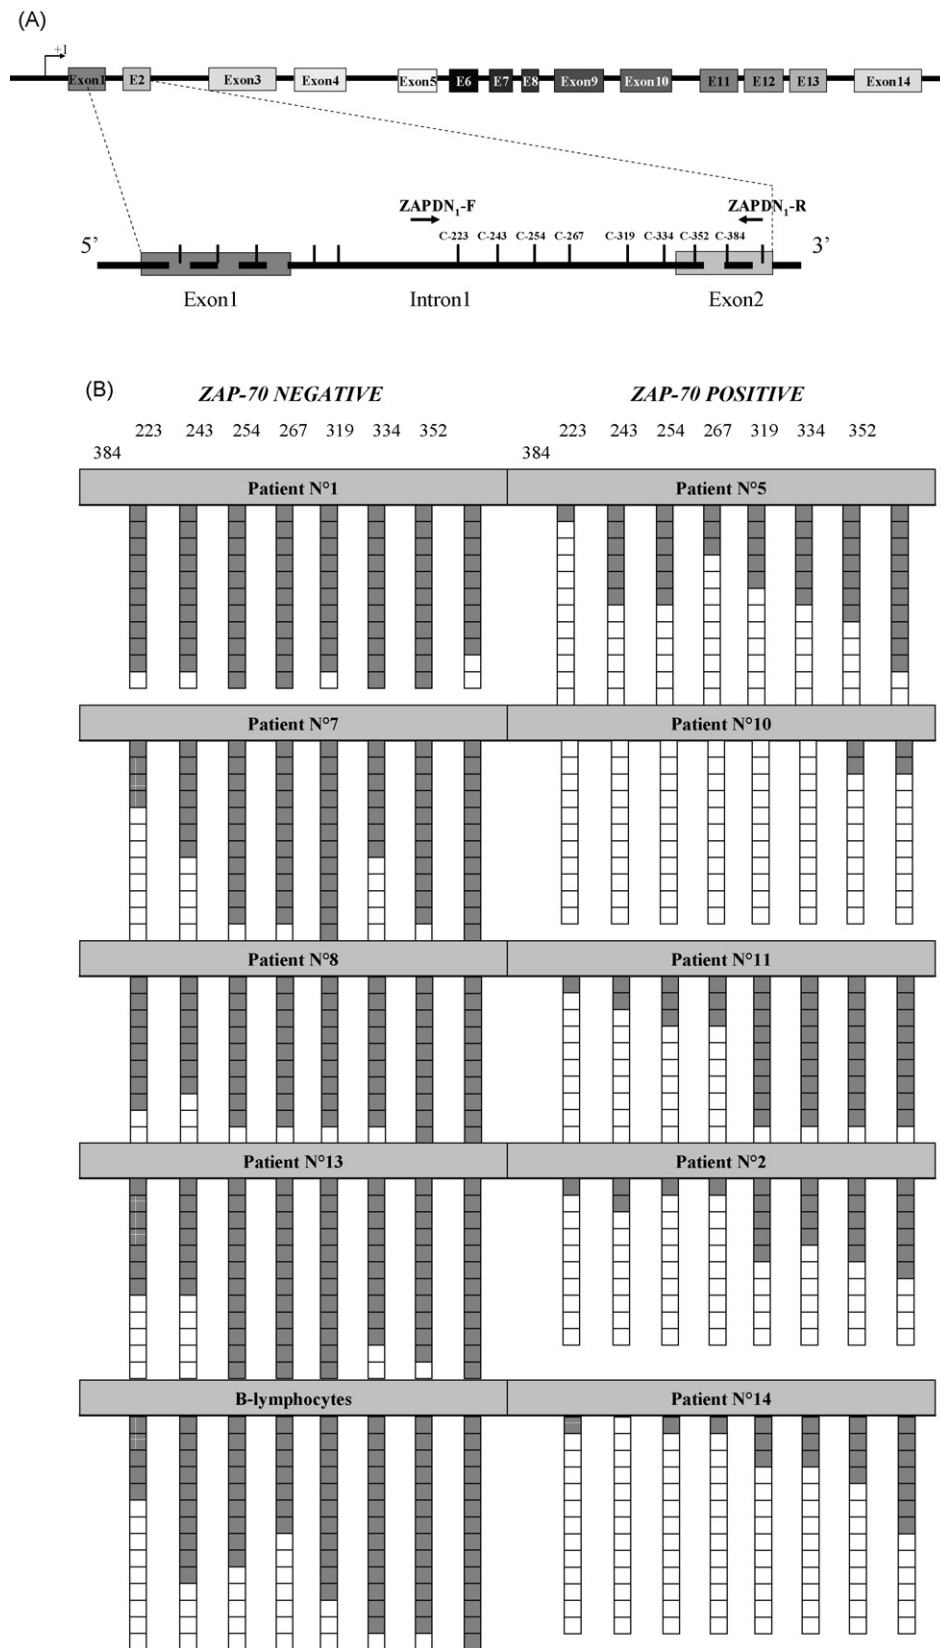 (A)
+1
Exon1 E2 Exon3 Exon4 Exon5 E6 E7 E8 Exon9 Exon10 E11 E12 E13 Exon14
ZAPDN₁-F ZAPDN₁-R
C-223 C-243 C-254 C-267 C-319 C-334 C-352 C-384
5’ 3’
Exon1 Intron1 Exon2
(B)
ZAP-70 NEGATIVE ZAP-70 POSITIVE
223 243 254 267 319 334 352 223 243 254 267 319 334 352
384 384
Patient N°1 Patient N°5
Patient N°7 Patient N°10
Patient N°8 Patient N°11
Patient N°13 Patient N°2
B-lymphocytes Patient N°14